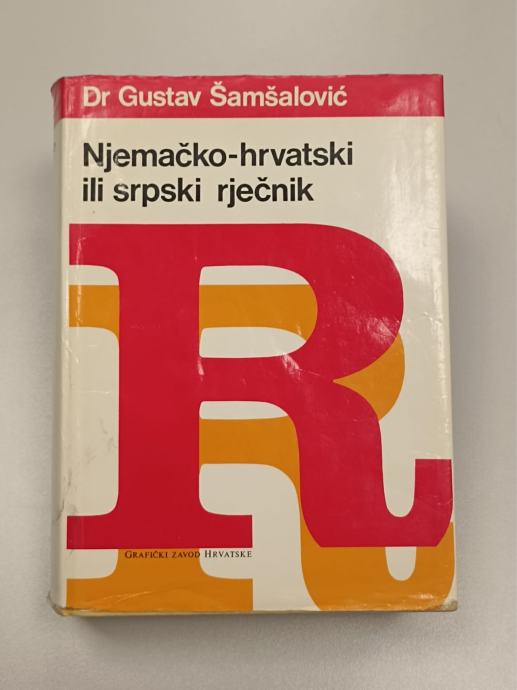 Dr Gustav Šamšalović
Njemačko-hrvatski
ili srpski rječnik
R
GRAFIČKI ZAVOD HRVATSKE